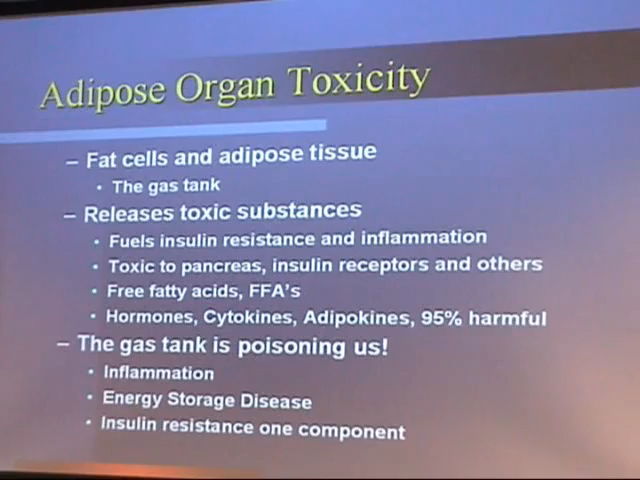 Adipose Organ Toxicity
– Fat cells and adipose tissue
• The gas tank
– Releases toxic substances
• Fuels insulin resistance and inflammation
• Toxic to pancreas, insulin receptors and others
• Free fatty acids, FFA's
• Hormones, Cytokines, Adipokines, 95% harmful
– The gas tank is poisoning us!
• Inflammation
• Energy Storage Disease
• Insulin resistance one component